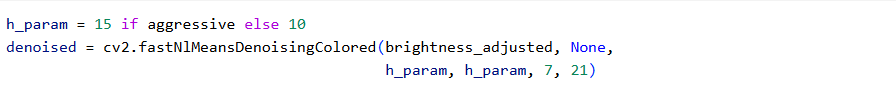 h_param = 15 if aggressive else 10
denoised = cv2.fastNlMeansDenoisingColored(brightness_adjusted, None,
h_param, h_param, 7, 21)